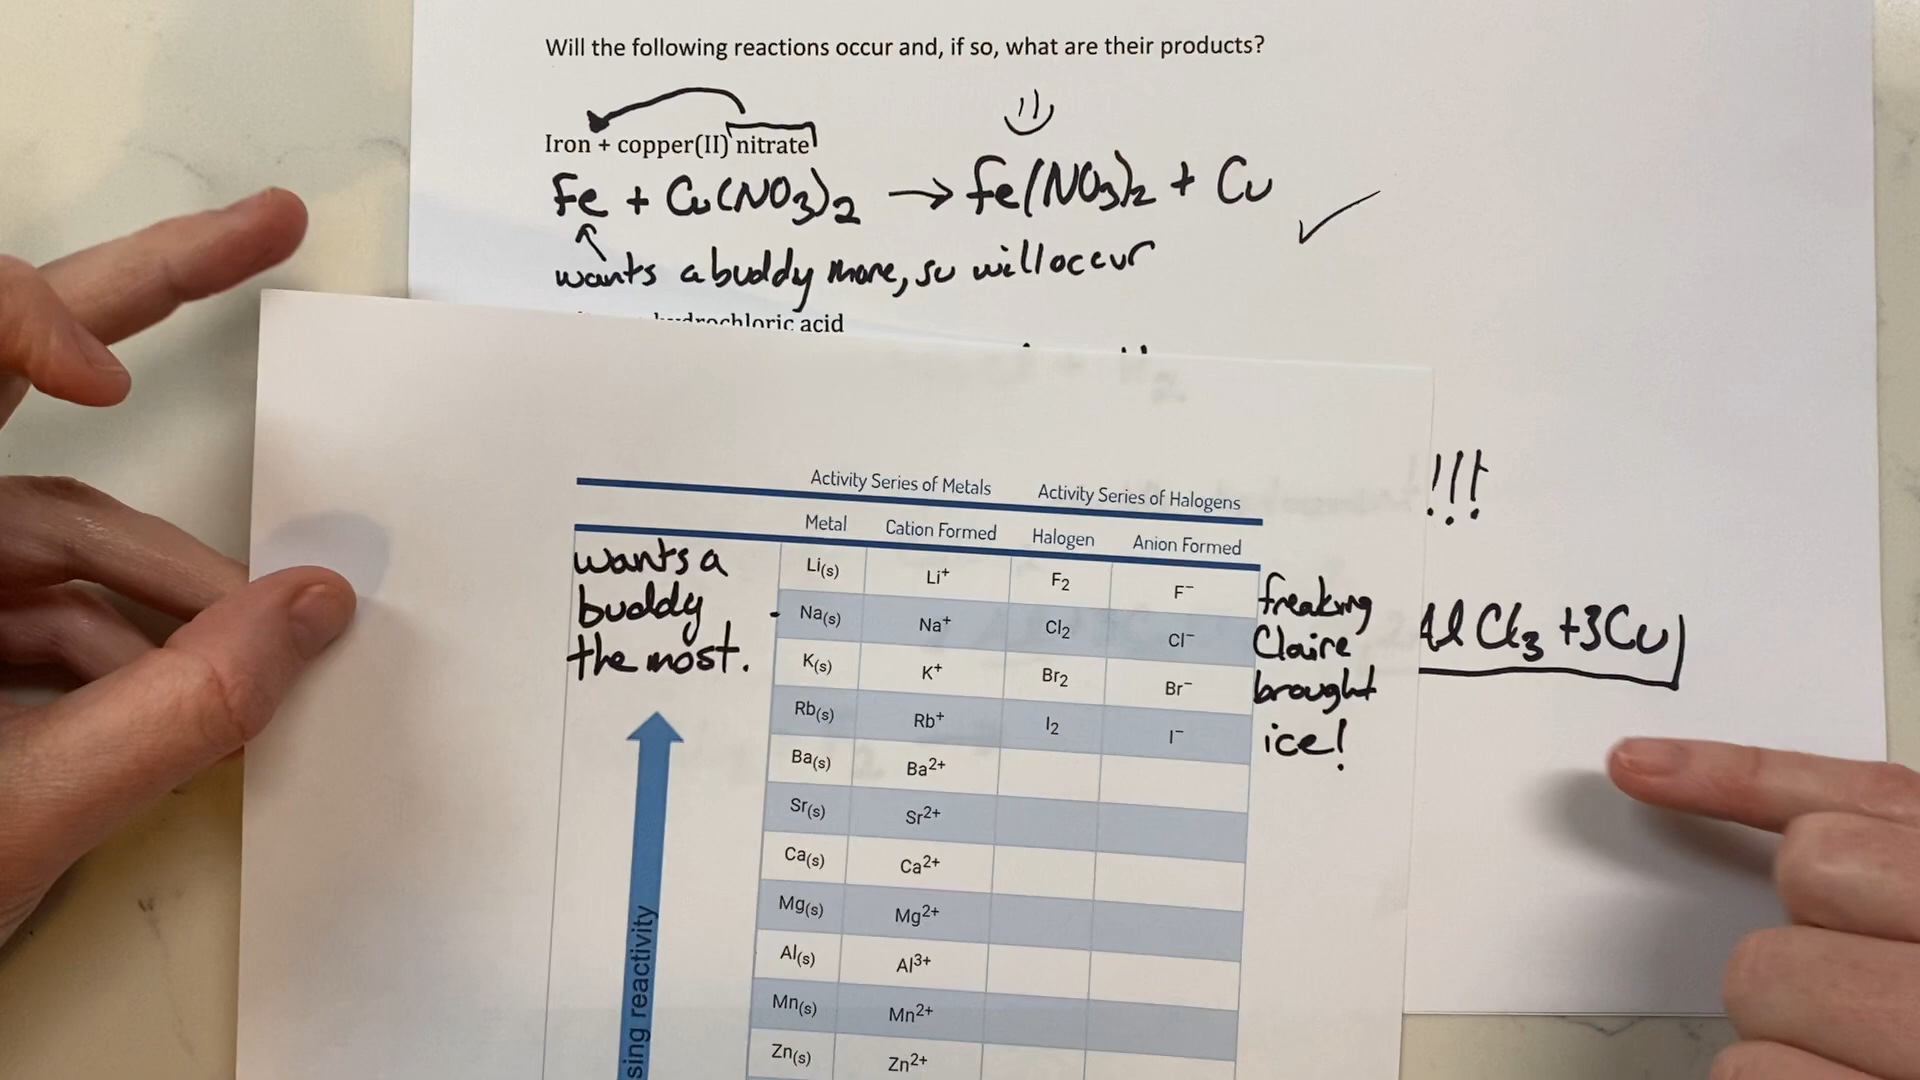 Will the following reactions occur and, if so, what are their products?
Iron + copper(II) nitrate
Fe + Cu(NO3)2 → Fe(NO3)2 + Cu ✓
wants a buddy more, so will occur
hydrochloric acid
!!!
AlCl3 + 3Cu
Activity Series of Metals Activity Series of Halogens
Metal Cation Formed Halogen Anion Formed
wants a
buddy
the most.
Li(s) Li+ F2 F−
Na(s) Na+ Cl2 Cl−
K(s) K+ Br2 Br−
Rb(s) Rb+ I2 I−
Ba(s) Ba2+
Sr(s) Sr2+
Ca(s) Ca2+
Mg(s) Mg2+
Al(s) Al3+
Mn(s) Mn2+
Zn(s) Zn2+
freaking
Claire
brought
ice!
sing reactivity